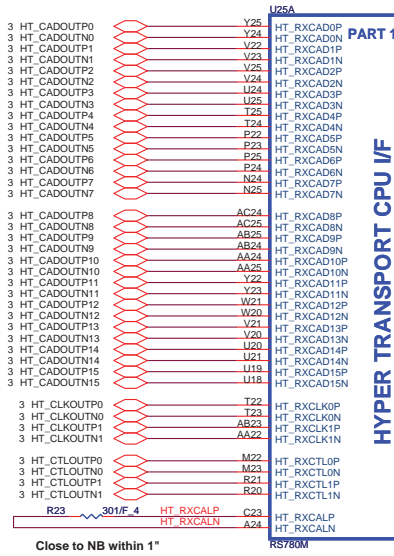 U25A
PART 1
3 HT_CADOUTP0 Y25 HT_RXCAD0P
3 HT_CADOUTN0 Y24 HT_RXCAD0N
3 HT_CADOUTP1 V22 HT_RXCAD1P
3 HT_CADOUTN1 V23 HT_RXCAD1N
3 HT_CADOUTP2 V25 HT_RXCAD2P
3 HT_CADOUTN2 V24 HT_RXCAD2N
3 HT_CADOUTP3 U24 HT_RXCAD3P
3 HT_CADOUTN3 U25 HT_RXCAD3N
3 HT_CADOUTP4 T25 HT_RXCAD4P
3 HT_CADOUTN4 T24 HT_RXCAD4N
3 HT_CADOUTP5 P22 HT_RXCAD5P
3 HT_CADOUTN5 P23 HT_RXCAD5N
3 HT_CADOUTP6 P25 HT_RXCAD6P
3 HT_CADOUTN6 P24 HT_RXCAD6N
3 HT_CADOUTP7 N24 HT_RXCAD7P
3 HT_CADOUTN7 N25 HT_RXCAD7N
3 HT_CADOUTP8 AC24 HT_RXCAD8P
3 HT_CADOUTN8 AC25 HT_RXCAD8N
3 HT_CADOUTP9 AB25 HT_RXCAD9P
3 HT_CADOUTN9 AB24 HT_RXCAD9N
3 HT_CADOUTP10 AA24 HT_RXCAD10P
3 HT_CADOUTN10 AA25 HT_RXCAD10N
3 HT_CADOUTP11 Y22 HT_RXCAD11P
3 HT_CADOUTN11 Y23 HT_RXCAD11N
3 HT_CADOUTP12 W21 HT_RXCAD12P
3 HT_CADOUTN12 W20 HT_RXCAD12N
3 HT_CADOUTP13 V21 HT_RXCAD13P
3 HT_CADOUTN13 V20 HT_RXCAD13N
3 HT_CADOUTP14 U20 HT_RXCAD14P
3 HT_CADOUTN14 U21 HT_RXCAD14N
3 HT_CADOUTP15 U19 HT_RXCAD15P
3 HT_CADOUTN15 U18 HT_RXCAD15N
3 HT_CLKOUTP0 T22 HT_RXCLK0P
3 HT_CLKOUTN0 T23 HT_RXCLK0N
3 HT_CLKOUTP1 AB23 HT_RXCLK1P
3 HT_CLKOUTN1 AA22 HT_RXCLK1N
3 HT_CTLOUTP0 M22 HT_RXCTL0P
3 HT_CTLOUTN0 M23 HT_RXCTL0N
3 HT_CTLOUTP1 R21 HT_RXCTL1P
3 HT_CTLOUTN1 R20 HT_RXCTL1N
R23 301/F_4 HT_RXCALP C23 HT_RXCALP
HT_RXCALN A24 HT_RXCALN
HYPER TRANSPORT CPU I/F
Close to NB within 1"
RS780M